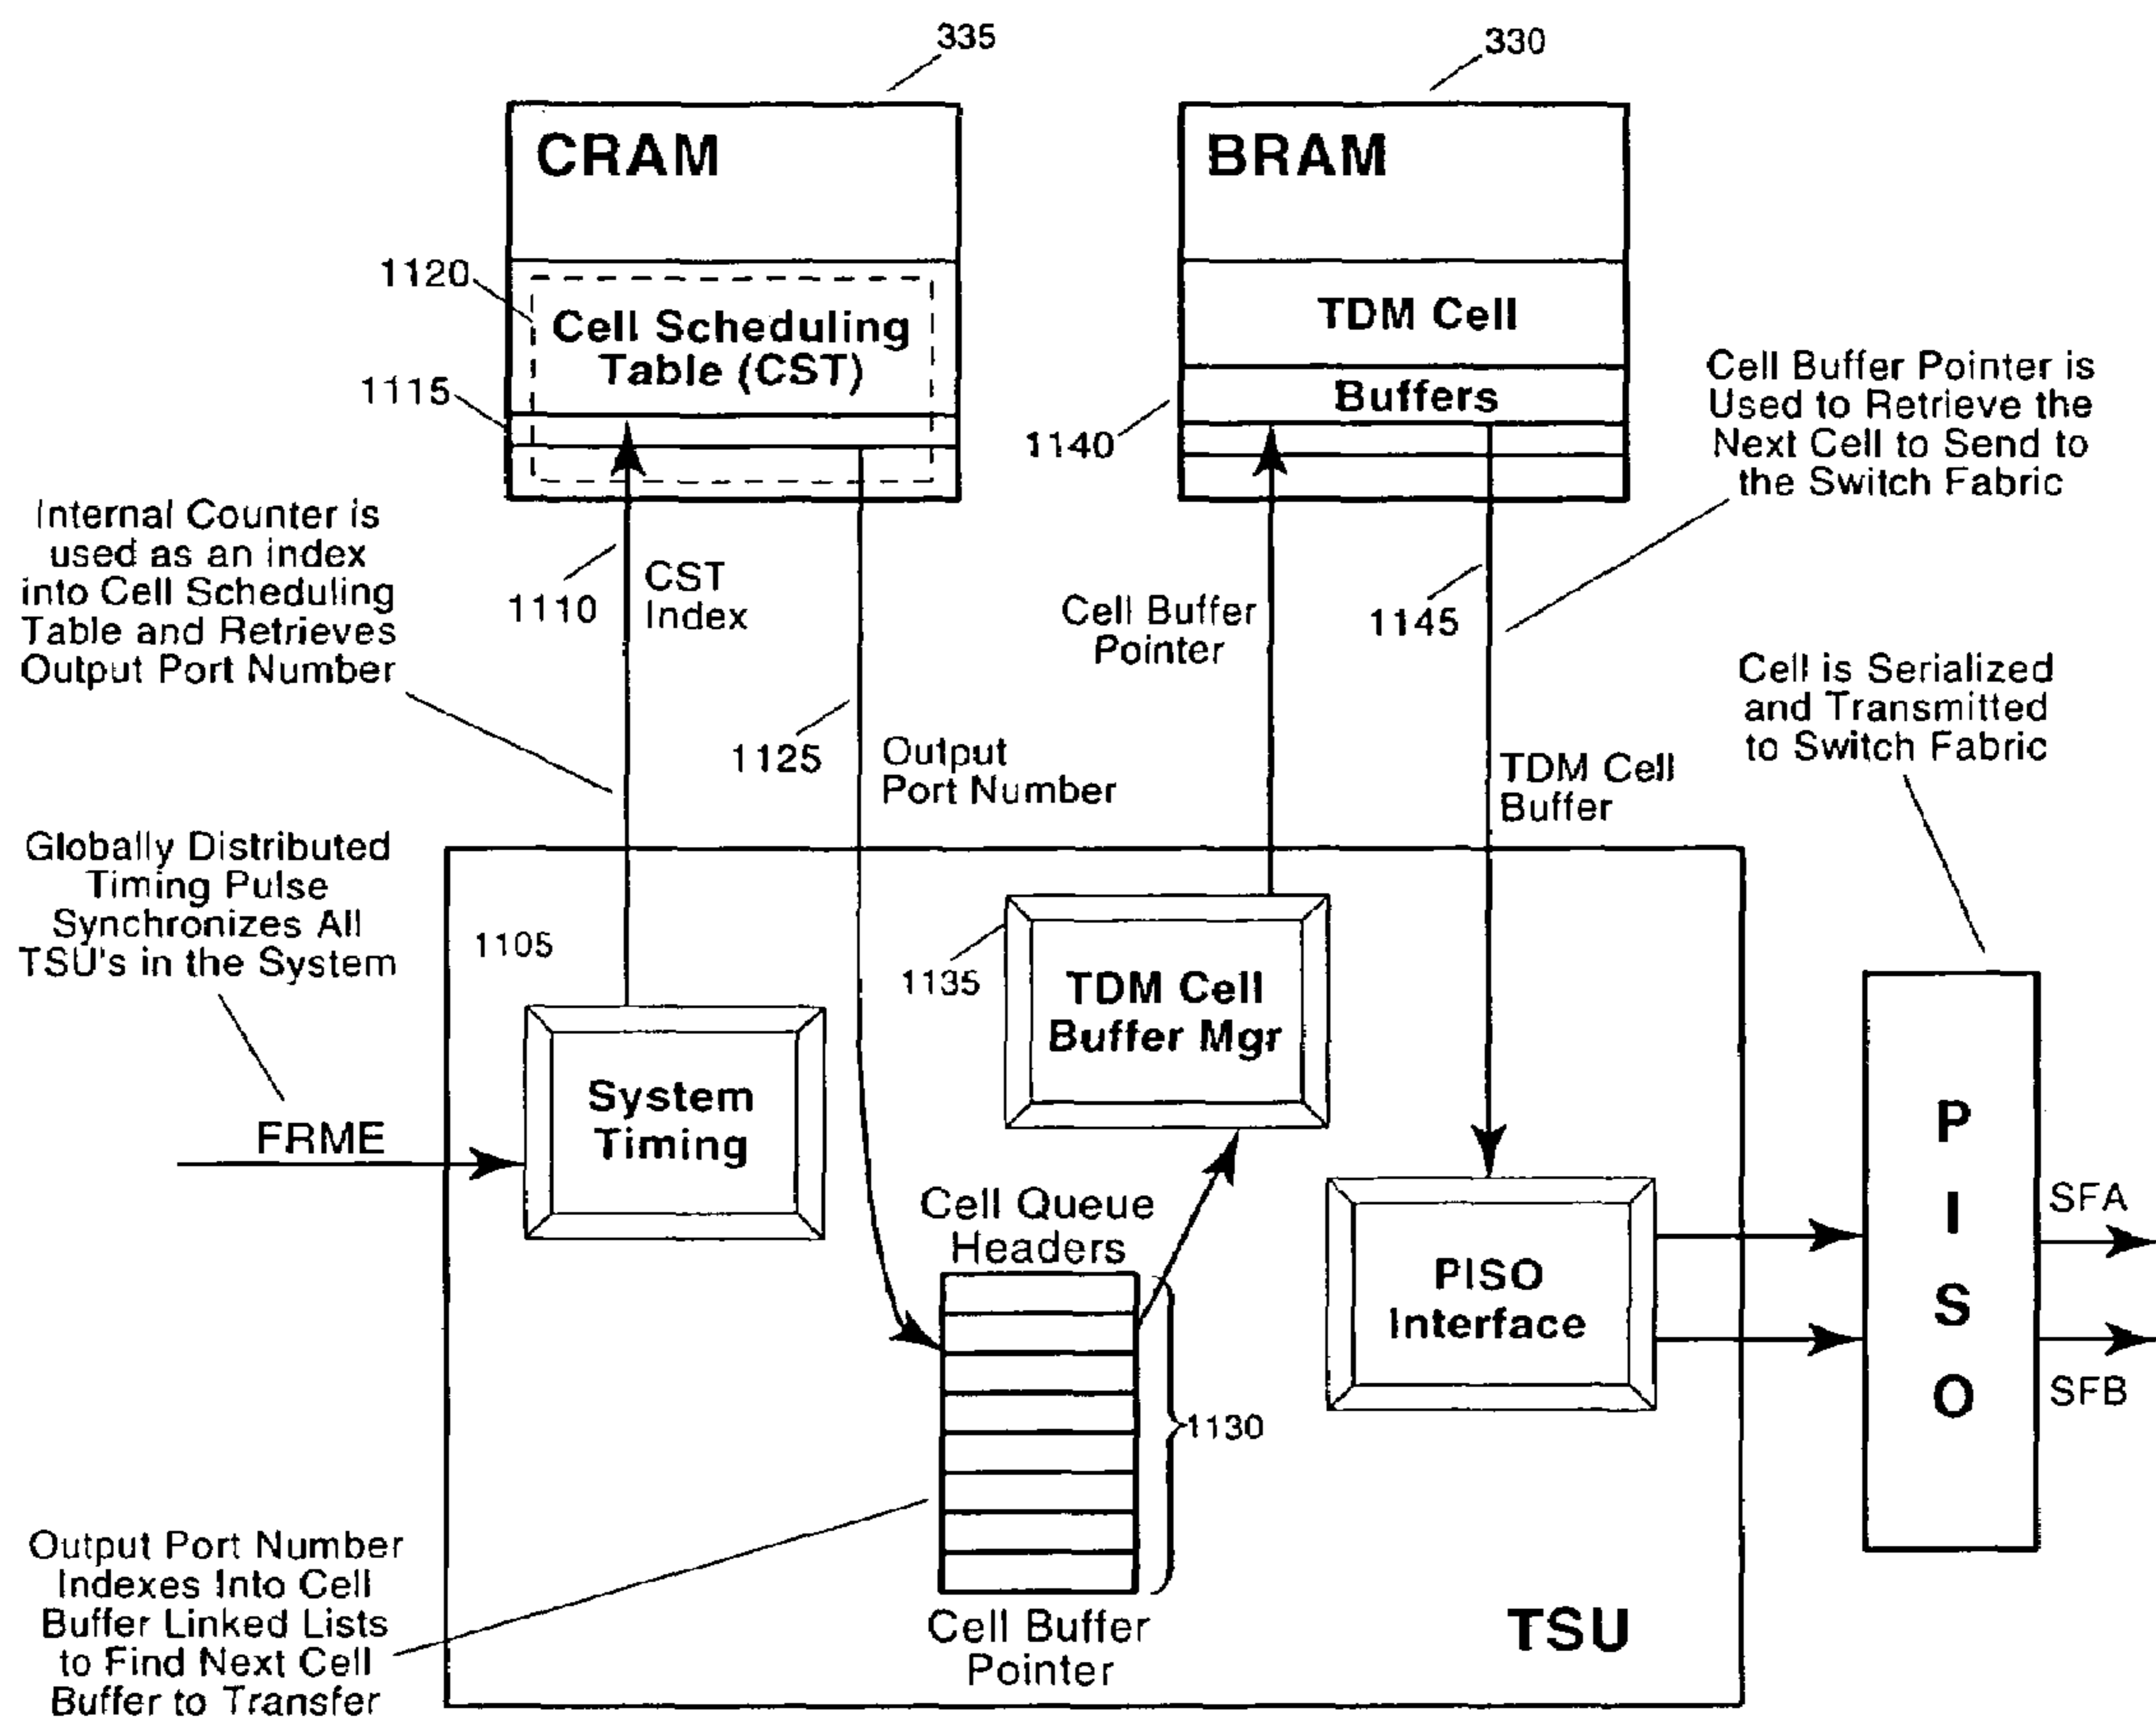 335
330
CRAM
BRAM
1120
Cell Scheduling
Table (CST)
1115
TDM Cell
Buffers
1140
Cell Buffer Pointer is
Used to Retrieve the
Next Cell to Send to
the Switch Fabric
Internal Counter is
used as an index
into Cell Scheduling
Table and Retrieves
Output Port Number
1110
CST
Index
Cell Buffer
Pointer
1145
Cell is Serialized
and Transmitted
to Switch Fabric
1125
Output
Port Number
TDM Cell
Buffer
Globally Distributed
Timing Pulse
Synchronizes All
TSU's in the System
1105
1135
TDM Cell
Buffer Mgr
System
Timing
FRME
Cell Queue
Headers
PISO
Interface
P
I
S
O
SFA
SFB
1130
Output Port Number
Indexes Into Cell
Buffer Linked Lists
to Find Next Cell
Buffer to Transfer
Cell Buffer
Pointer
TSU